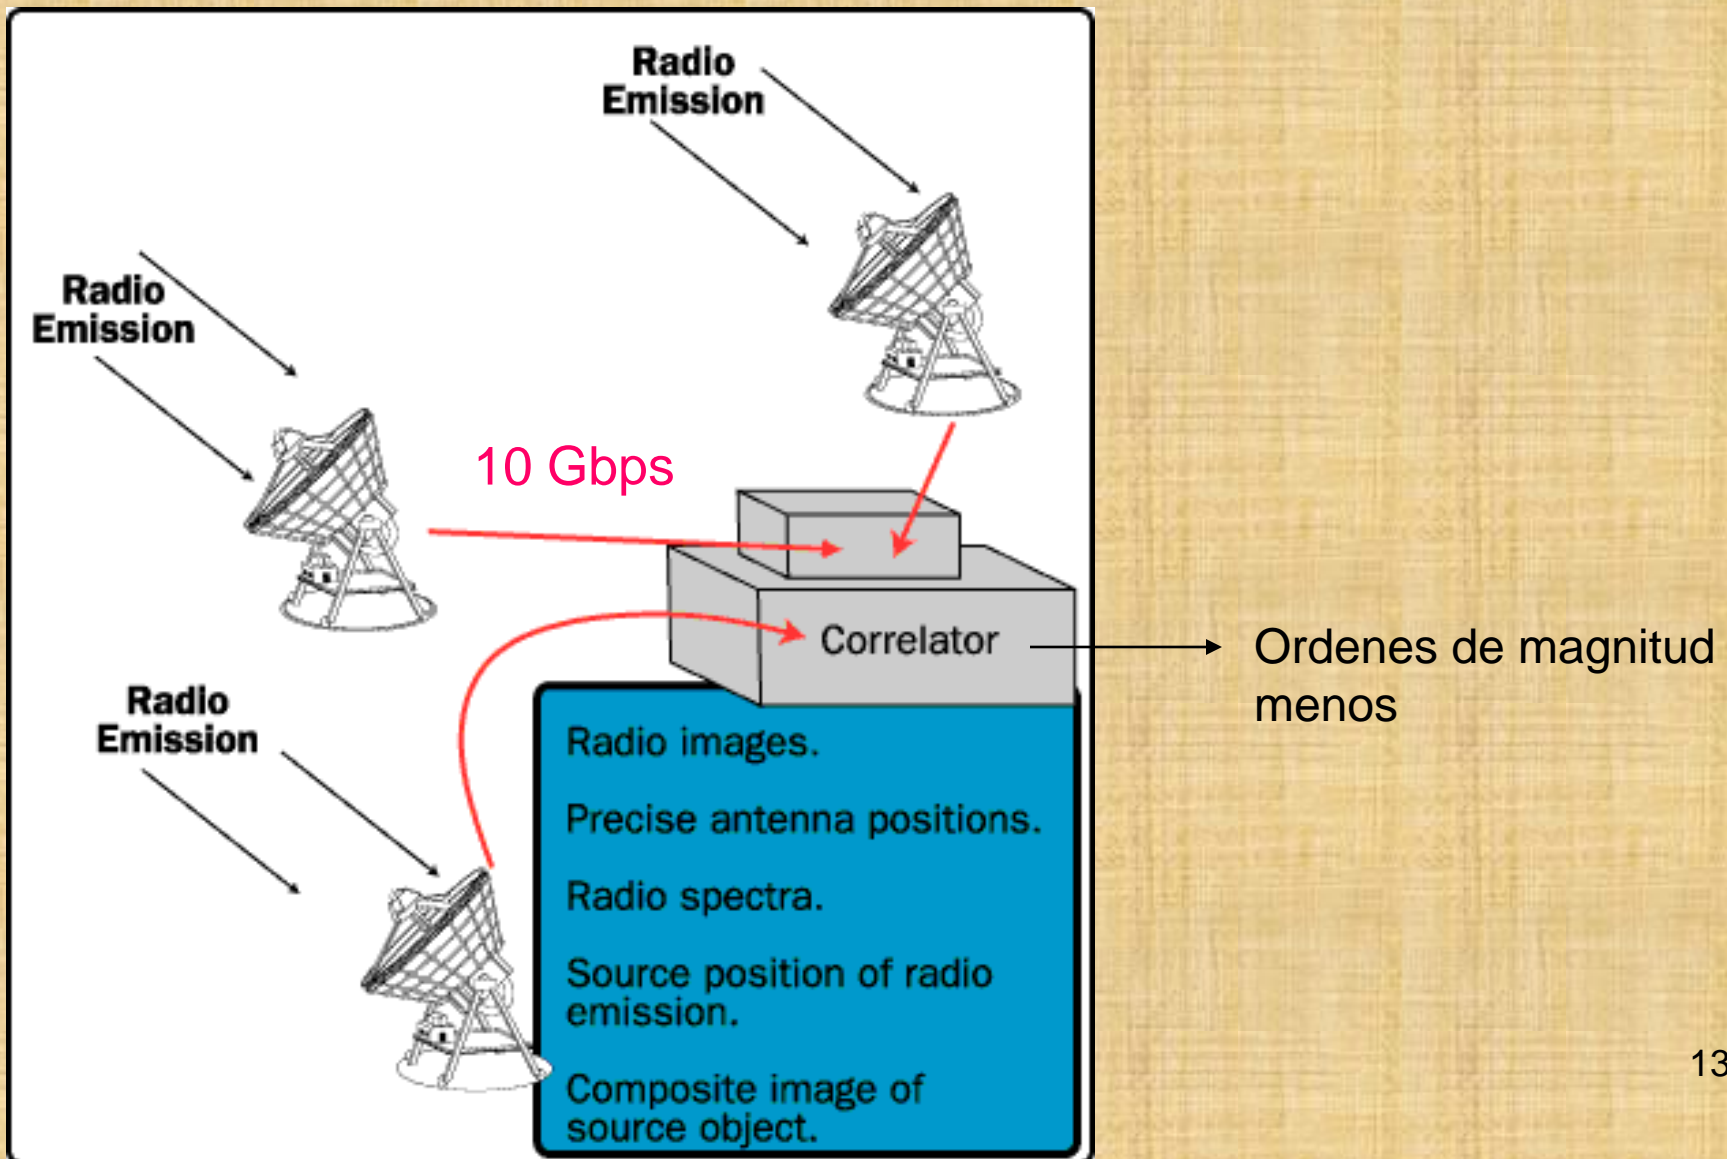 Radio
Emission
Radio
Emission
10 Gbps
Correlator
Ordenes de magnitud
menos
Radio
Emission
Radio images.
Precise antenna positions.
Radio spectra.
Source position of radio
emission.
Composite image of
source object.
13